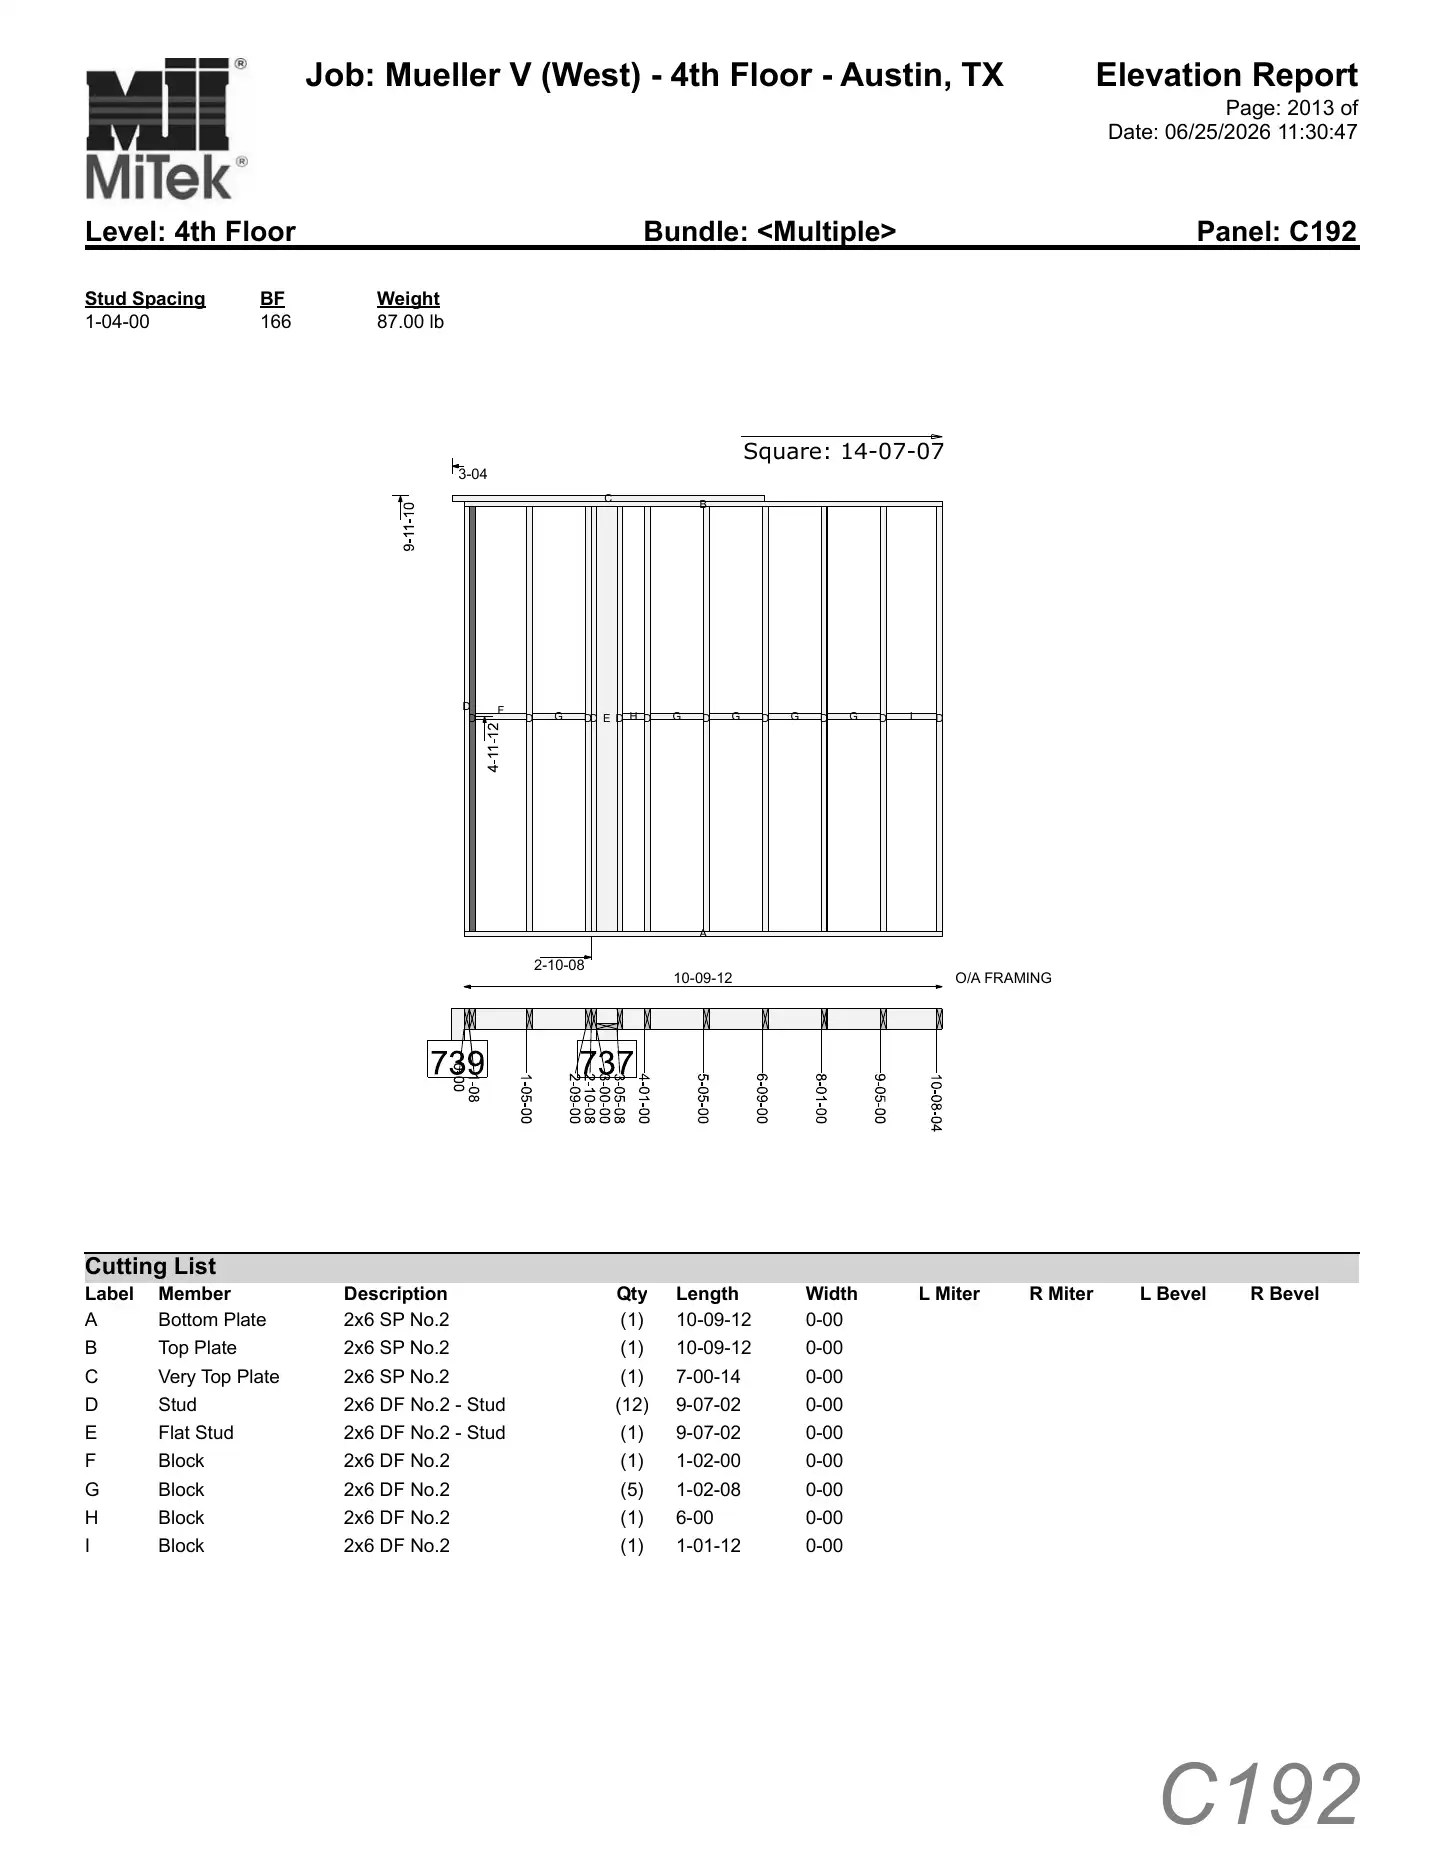 Job: Mueller V (West) - 4th Floor - Austin, TX
Elevation Report
Page: 2013 of
Date: 06/25/2026 11:30:47
MiTek®
Level: 4th Floor Bundle: <Multiple> Panel: C192
Stud Spacing BF Weight
1-04-00 166 87.00 lb
Square: 14-07-07
3-04
C
B
9-11-10
D F G D D E D H D G D G D G D G D I D
4-11-12
A
2-10-08
10-09-12
O/A FRAMING
739 737
1-05-00 2-09-00 2-10-08 3-00-00 3-05-08 4-01-00 5-05-00 6-09-00 8-01-00 9-05-00 10-08-04
Cutting List
Label Member Description Qty Length Width L Miter R Miter L Bevel R Bevel
A Bottom Plate 2x6 SP No.2 (1) 10-09-12 0-00
B Top Plate 2x6 SP No.2 (1) 10-09-12 0-00
C Very Top Plate 2x6 SP No.2 (1) 7-00-14 0-00
D Stud 2x6 DF No.2 - Stud (12) 9-07-02 0-00
E Flat Stud 2x6 DF No.2 - Stud (1) 9-07-02 0-00
F Block 2x6 DF No.2 (1) 1-02-00 0-00
G Block 2x6 DF No.2 (5) 1-02-08 0-00
H Block 2x6 DF No.2 (1) 6-00 0-00
I Block 2x6 DF No.2 (1) 1-01-12 0-00
C192